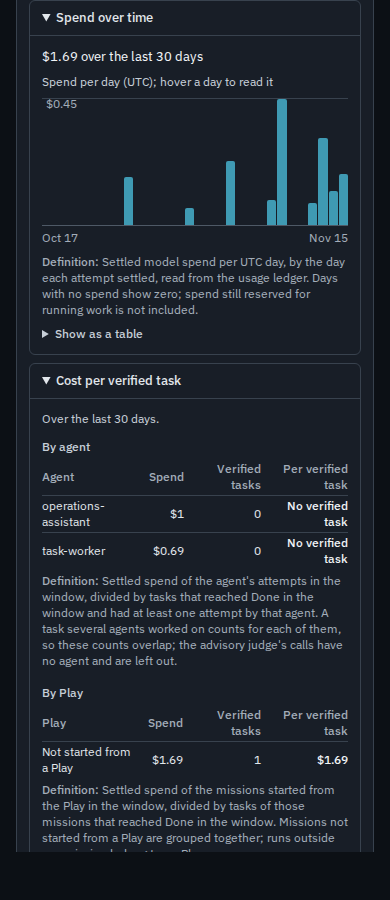 Spend over time
$1.69 over the last 30 days
Spend per day (UTC); hover a day to read it
$0.45
Oct 17 Nov 15
Definition: Settled model spend per UTC day, by the day
each attempt settled, read from the usage ledger. Days
with no spend show zero; spend still reserved for
running work is not included.
Show as a table
Cost per verified task
Over the last 30 days.
By agent
Agent Spend Verified tasks Per verified task
operations-assistant $1 0 No verified task
task-worker $0.69 0 No verified task
Definition: Settled spend of the agent's attempts in the
window, divided by tasks that reached Done in the
window and had at least one attempt by that agent. A
task several agents worked on counts for each of them,
so these counts overlap; the advisory judge's calls have
no agent and are left out.
By Play
Play Spend Verified tasks Per verified task
Not started from a Play $1.69 1 $1.69
Definition: Settled spend of the missions started from
the Play in the window, divided by tasks of those
missions that reached Done in the window. Missions not
started from a Play are grouped together; runs outside